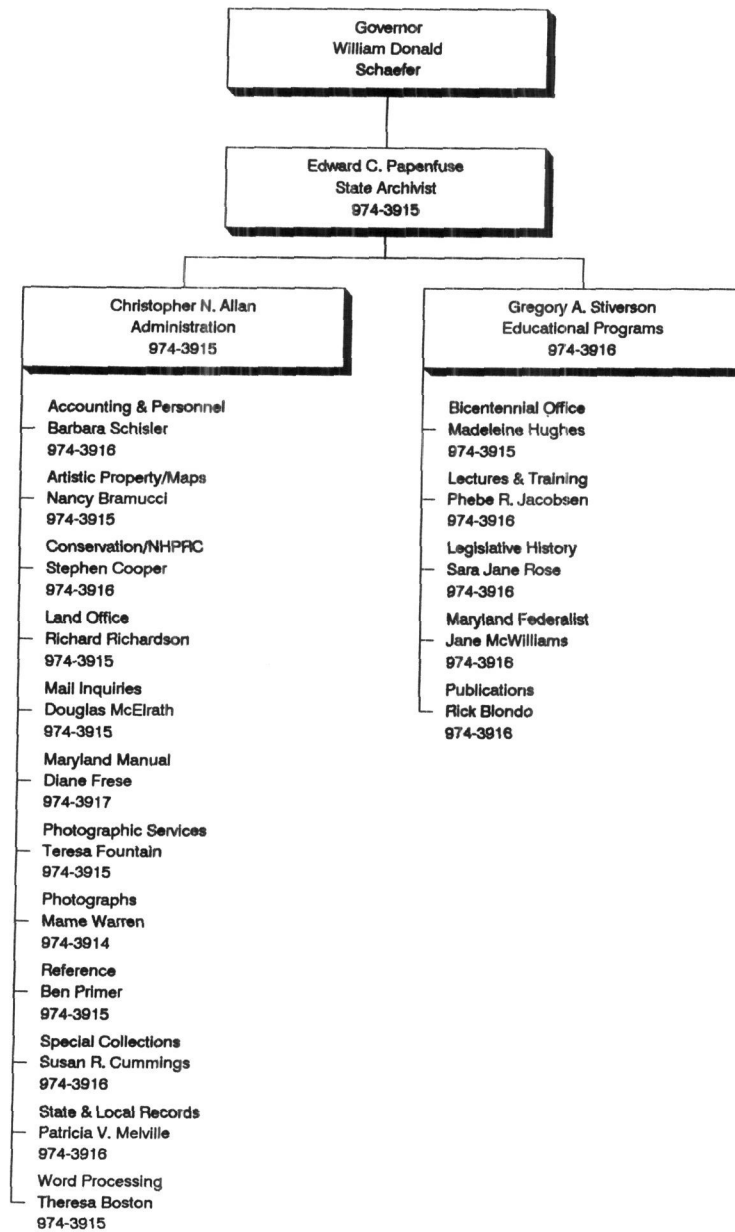 Governor
William Donald
Schaefer
Edward C. Papenfuse
State Archivist
974-3915
Christopher N. Allan
Administration
974-3915
Accounting & Personnel
Barbara Schisler
974-3916
Artistic Property/Maps
Nancy Bramucci
974-3915
Conservation/NHPRC
Stephen Cooper
974-3916
Land Office
Richard Richardson
974-3915
Mail Inquiries
Douglas McElrath
974-3915
Maryland Manual
Diane Frese
974-3917
Photographic Services
Teresa Fountain
974-3915
Photographs
Mame Warren
974-3914
Reference
Ben Primer
974-3915
Special Collections
Susan R. Cummings
974-3916
State & Local Records
Patricia V. Melville
974-3916
Word Processing
Theresa Boston
974-3915
Gregory A. Stiverson
Educational Programs
974-3916
Bicentennial Office
Madeleine Hughes
974-3915
Lectures & Training
Phebe R. Jacobsen
974-3916
Legislative History
Sara Jane Rose
974-3916
Maryland Federalist
Jane McWilliams
974-3916
Publications
Rick Blondo
974-3916